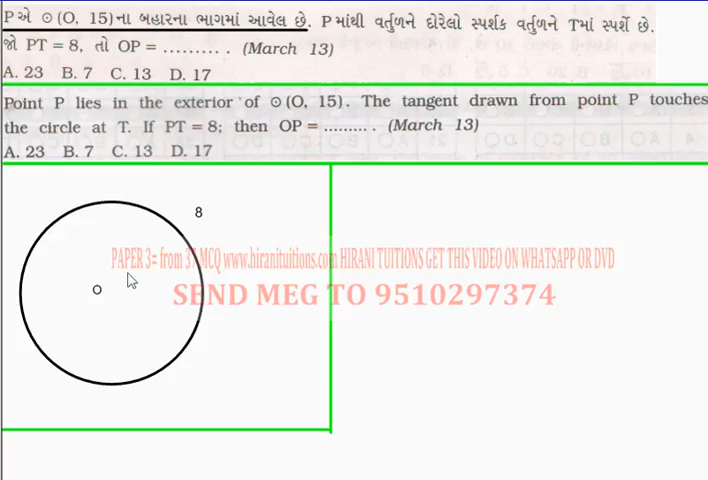 P એ ⊙(O, 15)ના બહારના ભાગમાં આવેલ છે. P માંથી વર્તુળને દોરેલો સ્પર્શક વર્તુળને Tમાં સ્પર્શે છે.
જો PT = 8, તો OP = ........... (March 13)
A. 23 B. 7 C. 13 D. 17
Point P lies in the exterior of ⊙(O, 15). The tangent drawn from point P touches
the circle at T. If PT = 8; then OP = ......... . (March 13)
A. 23 B. 7 C. 13 D. 17
8
PAPER 3= from 37 MCQ www.hiranituitions.com HIRANI TUITIONS GET THIS VIDEO ON WHATSAPP OR DVD
O
SEND MEG TO 9510297374